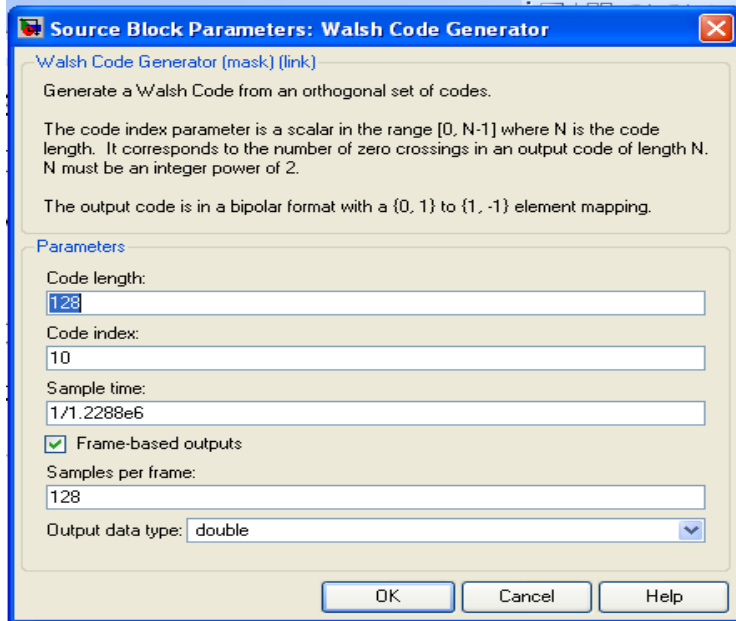 Source Block Parameters: Walsh Code Generator
Walsh Code Generator (mask) (link)
Generate a Walsh Code from an orthogonal set of codes.
The code index parameter is a scalar in the range [0, N-1] where N is the code
length. It corresponds to the number of zero crossings in an output code of length N.
N must be an integer power of 2.
The output code is in a bipolar format with a {0, 1} to {1, -1} element mapping.
Parameters
Code length:
128
Code index:
10
Sample time:
1/1.2288e6
Frame-based outputs
Samples per frame:
128
Output data type: double
OK Cancel Help